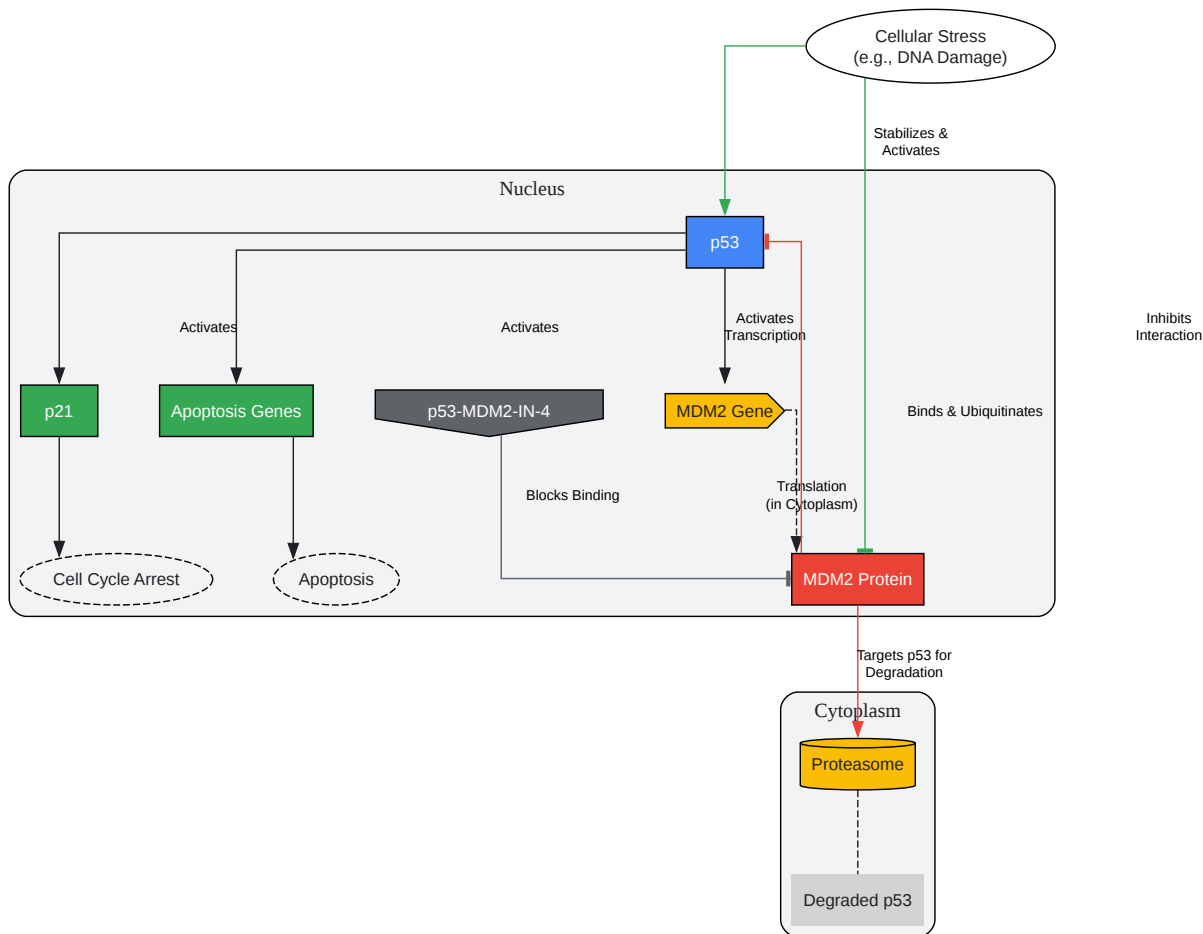 Cellular Stress
(e.g., DNA Damage)
Stabilizes &
Activates
Nucleus
p53
Activates
Activates
Activates
Transcription
Inhibits
Interaction
p21
Apoptosis Genes
p53-MDM2-IN-4
MDM2 Gene
Binds & Ubiquitinates
Blocks Binding
Translation
(in Cytoplasm)
Cell Cycle Arrest
Apoptosis
MDM2 Protein
Targets p53 for
Degradation
Cytoplasm
Proteasome
Degraded p53